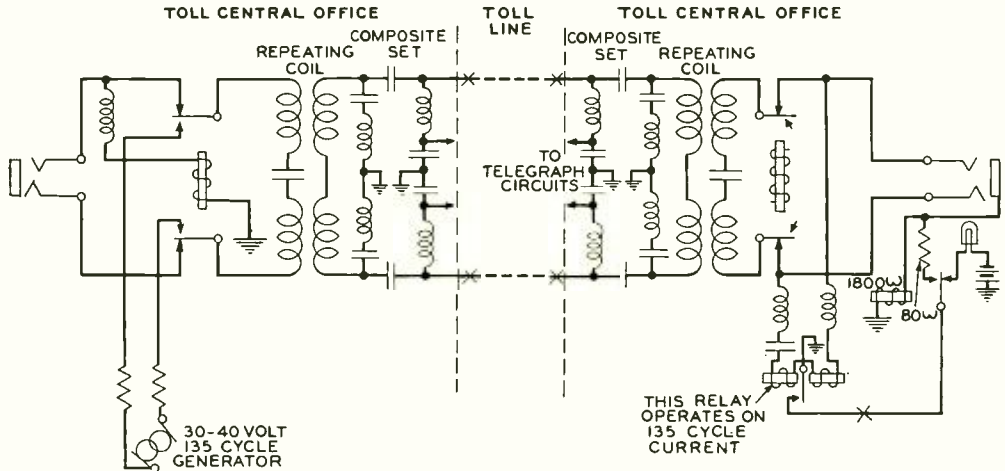 TOLL CENTRAL OFFICE
TOLL
LINE
TOLL CENTRAL OFFICE
COMPOSITE
SET
REPEATING
COIL
COMPOSITE
SET
REPEATING
COIL
TO
TELEGRAPH
CIRCUITS
1800ω
80ω
30-40 VOLT
135 CYCLE
GENERATOR
THIS RELAY
OPERATES ON
135 CYCLE
CURRENT